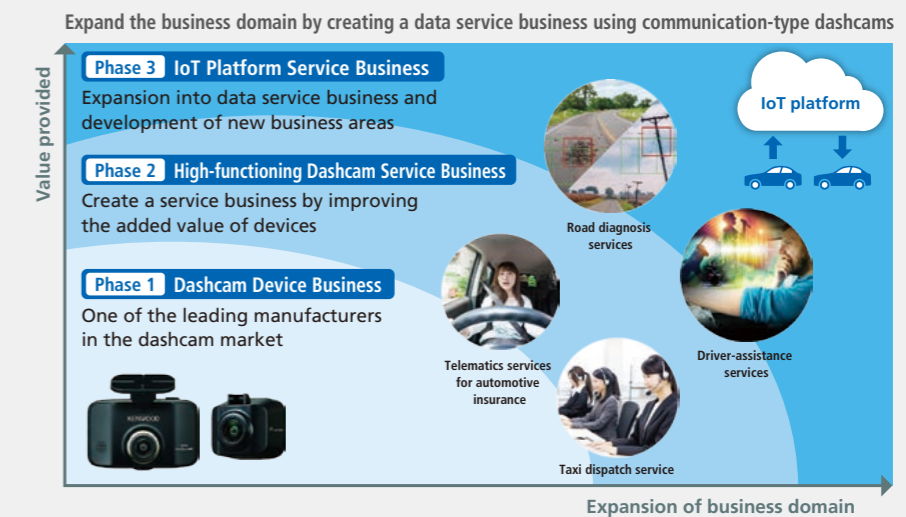 Expand the business domain by creating a data service business using communication-type dashcams
Value provided
Phase 3 IoT Platform Service Business
Expansion into data service business and
development of new business areas
IoT platform
Phase 2 High-functioning Dashcam Service Business
Create a service business by improving
the added value of devices
Road diagnosis
services
Phase 1 Dashcam Device Business
One of the leading manufacturers
in the dashcam market
KENWOOD
Telematics services
for automotive
insurance
Driver-assistance
services
Taxi dispatch service
Expansion of business domain